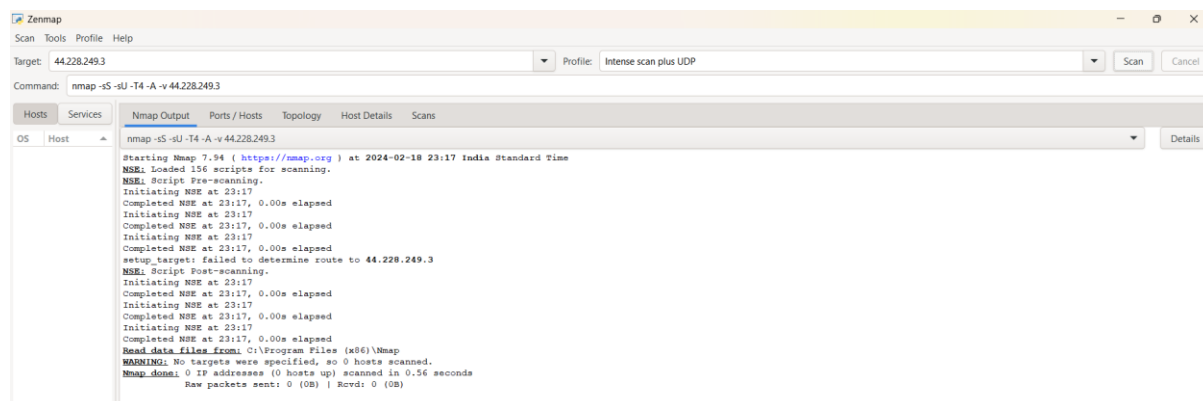 Zenmap
Scan Tools Profile Help
Target: 44.228.249.3 Profile: Intense scan plus UDP Scan Cancel
Command: nmap -sS -sU -T4 -A -v 44.228.249.3
Hosts Services Nmap Output Ports / Hosts Topology Host Details Scans
OS Host nmap -sS -sU -T4 -A -v 44.228.249.3 Details
Starting Nmap 7.94 ( https://nmap.org ) at 2024-02-18 23:17 India Standard Time
NSE: Loaded 156 scripts for scanning.
NSE: Script Pre-scanning.
Initiating NSE at 23:17
Completed NSE at 23:17, 0.00s elapsed
Initiating NSE at 23:17
Completed NSE at 23:17, 0.00s elapsed
Initiating NSE at 23:17
Completed NSE at 23:17, 0.00s elapsed
setup_target: failed to determine route to 44.228.249.3
NSE: Script Post-scanning.
Initiating NSE at 23:17
Completed NSE at 23:17, 0.00s elapsed
Initiating NSE at 23:17
Completed NSE at 23:17, 0.00s elapsed
Initiating NSE at 23:17
Completed NSE at 23:17, 0.00s elapsed
Read data files from: C:\Program Files (x86)\Nmap
WARNING: No targets were specified, so 0 hosts scanned.
Nmap done: 0 IP addresses (0 hosts up) scanned in 0.56 seconds
Raw packets sent: 0 (0B) | Rcvd: 0 (0B)